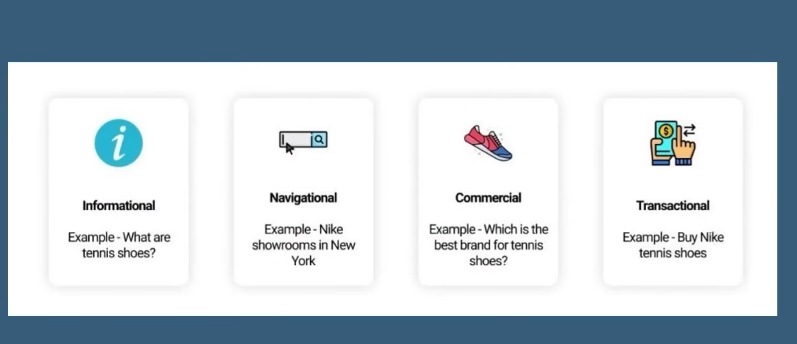 Informational
Example - What are
tennis shoes?
Navigational
Example - Nike
showrooms in New
York
Commercial
Example - Which is the
best brand for tennis
shoes?
Transactional
Example - Buy Nike
tennis shoes